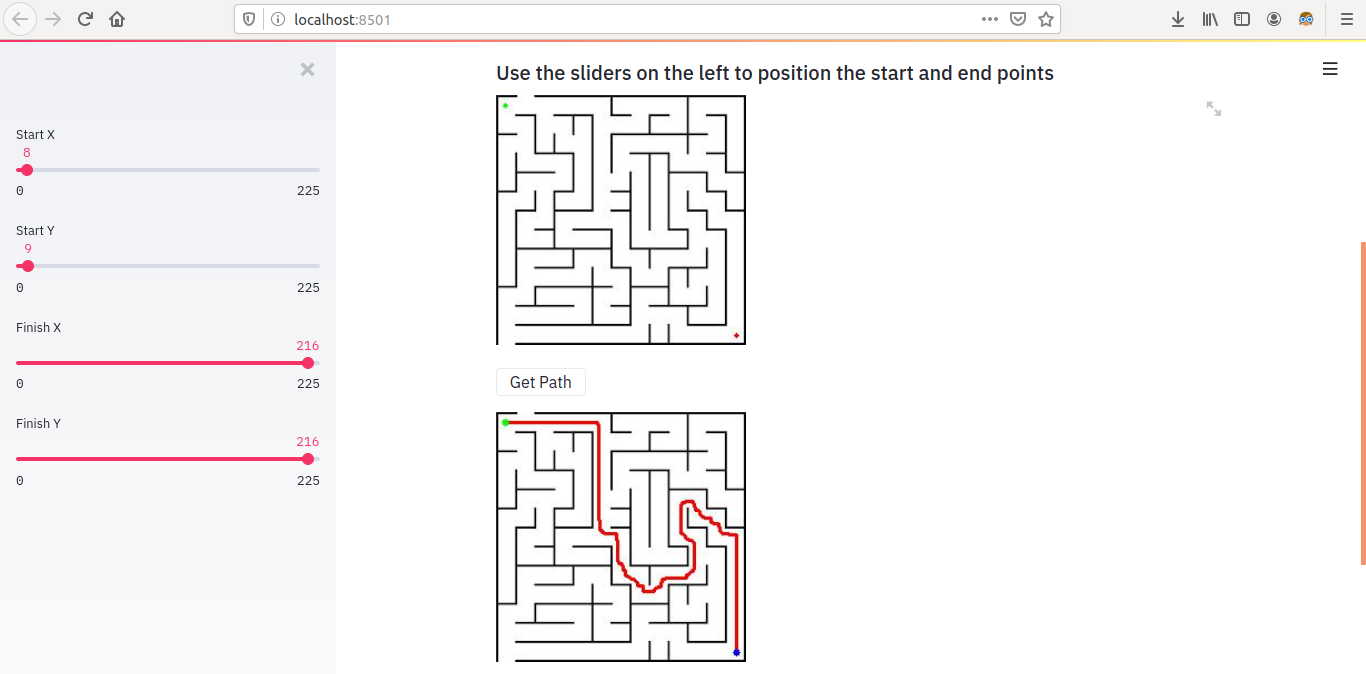 localhost:8501
Use the sliders on the left to position the start and end points
Start X
8
0 225
Start Y
9
0 225
Finish X
216
0 225
Finish Y
216
0 225
Get Path